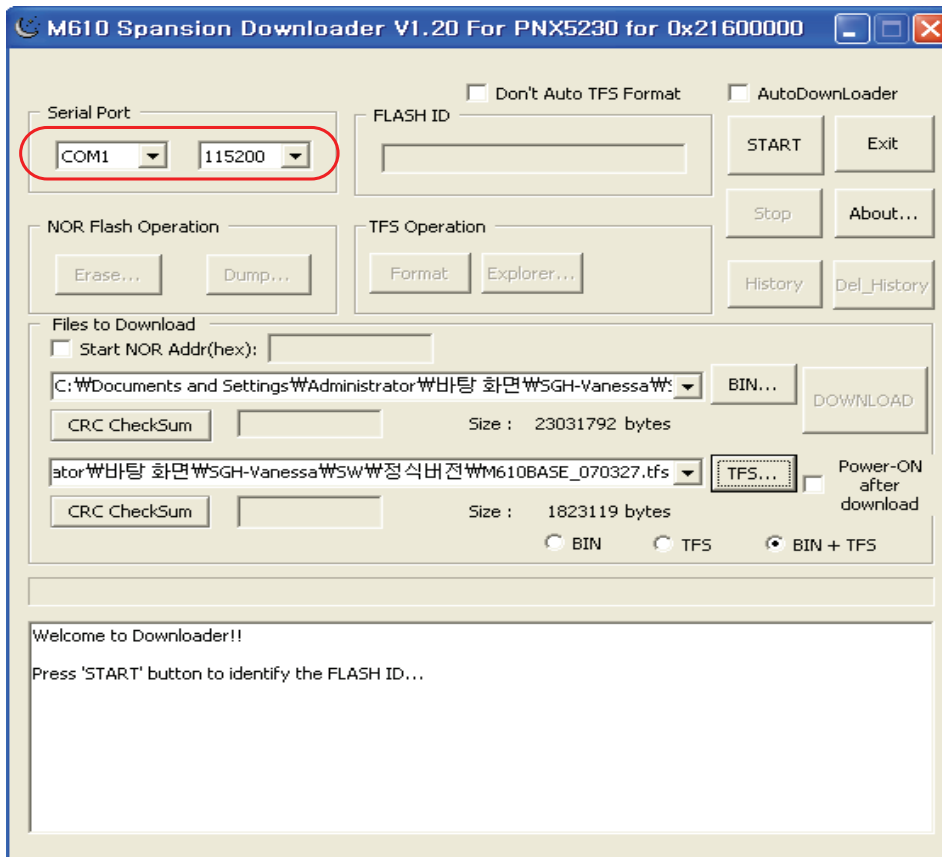 M610 Spansion Downloader V1.20 For PNX5230 for 0x21600000
Don't Auto TFS Format
AutoDownLoader
Serial Port
COM1
115200
FLASH ID
START
Exit
Stop
About...
NOR Flash Operation
Erase...
Dump...
TFS Operation
Format
Explorer...
History
Del_History
Files to Download
Start NOR Addr(hex):
C:₩Documents and Settings₩Administrator₩바탕 화면₩SGH-Vanessa₩
BIN...
DOWNLOAD
CRC CheckSum
Size : 23031792 bytes
ator₩바탕 화면₩SGH-Vanessa₩SW₩정식버전₩M610BASE_070327.tfs
TFS...
Power-ON
after
download
CRC CheckSum
Size : 1823119 bytes
BIN
TFS
BIN + TFS
Welcome to Downloader!!
Press 'START' button to identify the FLASH ID...